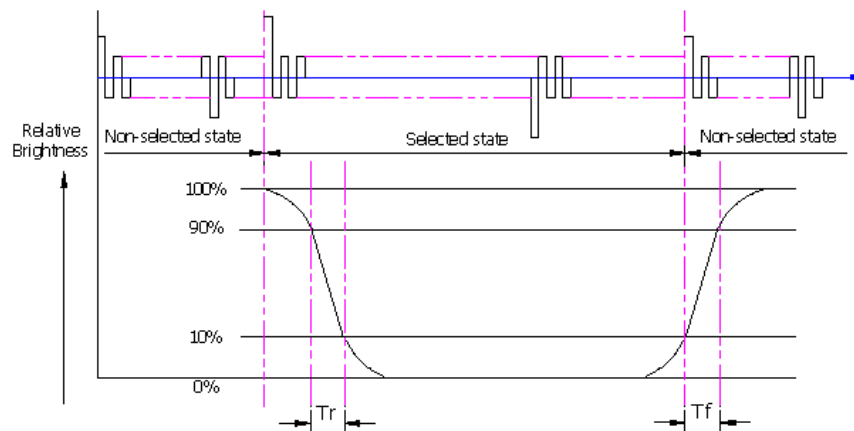 Relative
Brightness
Non-selected state
Selected state
Non-selected state
100%
90%
10%
0%
Tr
Tf